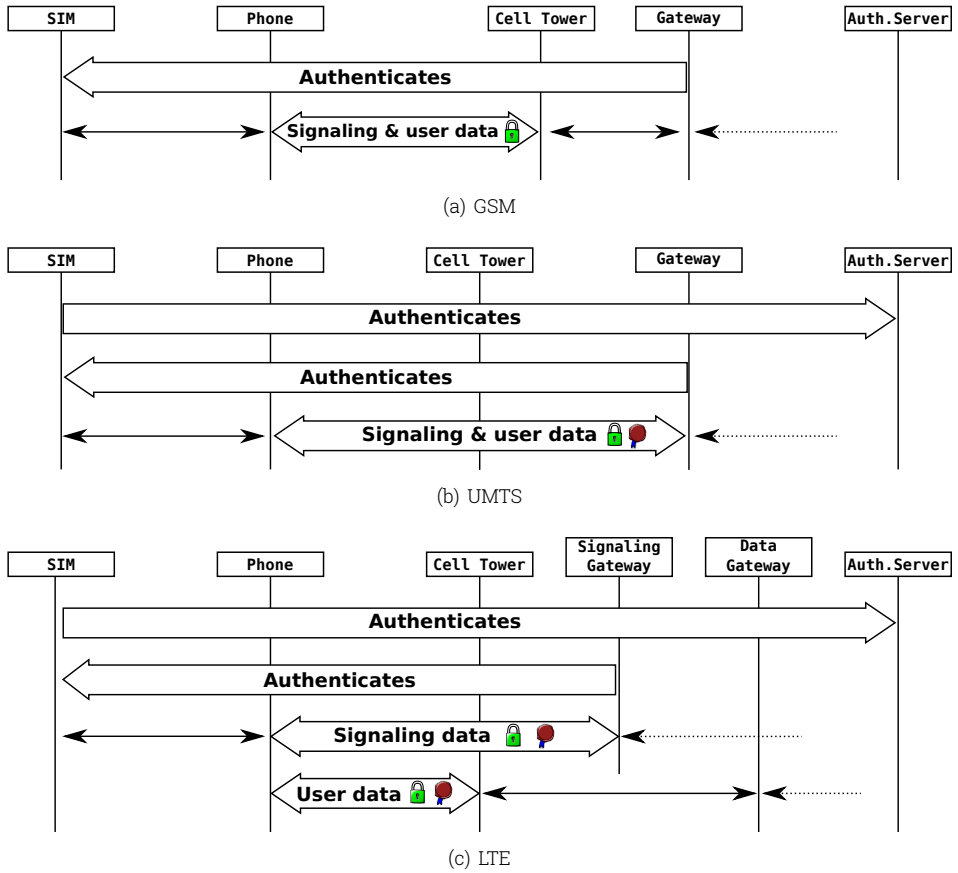 SIM Phone Cell Tower Gateway Auth.Server
Authenticates
Signaling & user data
(a) GSM
SIM Phone Cell Tower Gateway Auth.Server
Authenticates
Authenticates
Signaling & user data
(b) UMTS
SIM Phone Cell Tower Signaling Gateway Data Gateway Auth.Server
Authenticates
Authenticates
Signaling data
User data
(c) LTE